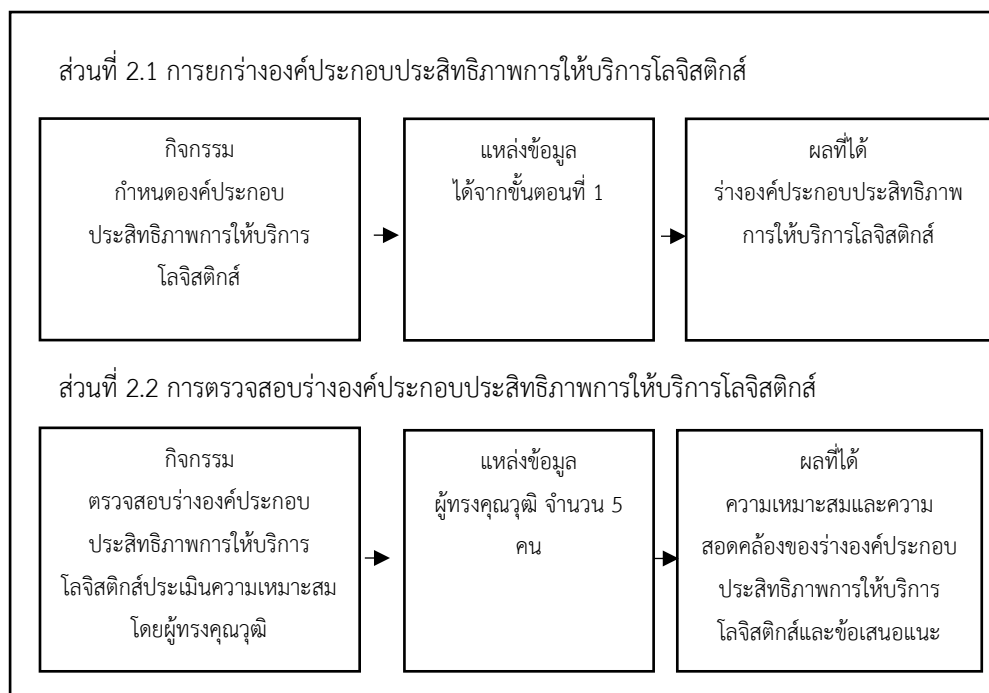 ส่วนที่ 2.1 การยกร่างองค์ประกอบประสิทธิภาพการให้บริการโลจิสติกส์
กิจกรรม
กำหนดองค์ประกอบ
ประสิทธิภาพการให้บริการ
โลจิสติกส์
แหล่งข้อมูล
ได้จากขั้นตอนที่ 1
ผลที่ได้
ร่างองค์ประกอบประสิทธิภาพ
การให้บริการโลจิสติกส์
ส่วนที่ 2.2 การตรวจสอบร่างองค์ประกอบประสิทธิภาพการให้บริการโลจิสติกส์
กิจกรรม
ตรวจสอบร่างองค์ประกอบ
ประสิทธิภาพการให้บริการ
โลจิสติกส์ประเมินความเหมาะสม
โดยผู้ทรงคุณวุฒิ
แหล่งข้อมูล
ผู้ทรงคุณวุฒิ จำนวน 5
คน
ผลที่ได้
ความเหมาะสมและความ
สอดคล้องของร่างองค์ประกอบ
ประสิทธิภาพการให้บริการ
โลจิสติกส์และข้อเสนอแนะ